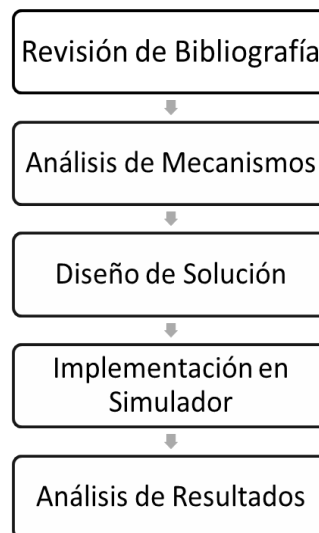 Revisión de Bibliografía
Análisis de Mecanismos
Diseño de Solución
Implementación en
Simulador
Análisis de Resultados